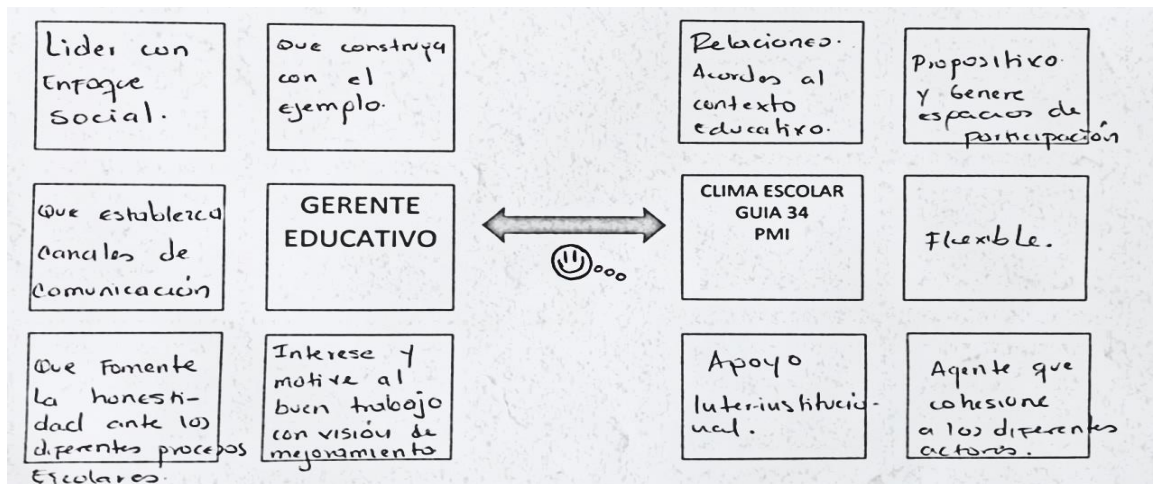 Lider con
Enfoque
Social.
Que construya
con el
ejemplo.
Relaciones.
Acordes al
contexto
educativo.
Propositivo.
y Genere
espacios de
participación
Que establezca
Canales de
Comunicación
GERENTE
EDUCATIVO
CLIMA ESCOLAR
GUIA 34
PMI
Flexible.
Que Fomente
La honesti-
dad ante los
diferentes procesos
Escolares.
Interese y
motive al
buen trabajo
con visión de
mejoramiento
Apoyo
Inter-institucio-
nal.
Agente que
cohesione
a los diferentes
actores.